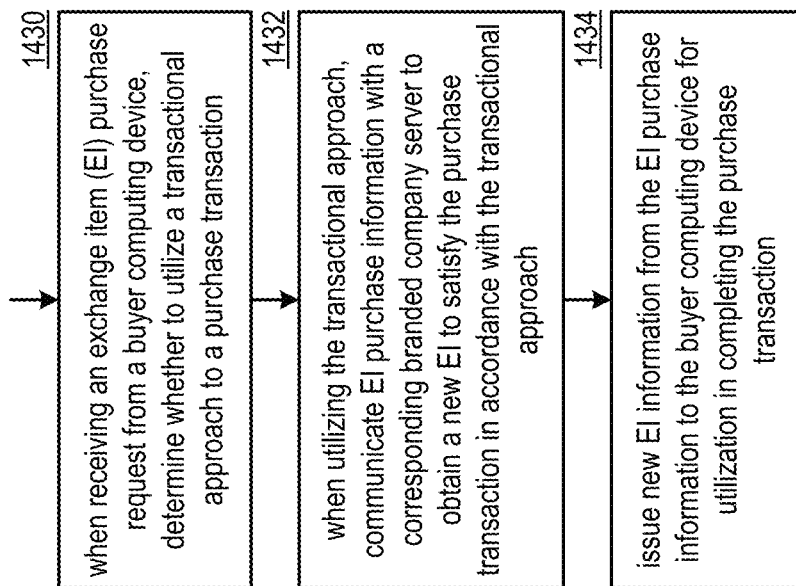 1430
when receiving an exchange item (EI) purchase
request from a buyer computing device,
determine whether to utilize a transactional
approach to a purchase transaction
1432
when utilizing the transactional approach,
communicate EI purchase information with a
corresponding branded company server to
obtain a new EI to satisfy the purchase
transaction in accordance with the transactional
approach
1434
issue new EI information from the EI purchase
information to the buyer computing device for
utilization in completing the purchase
transaction